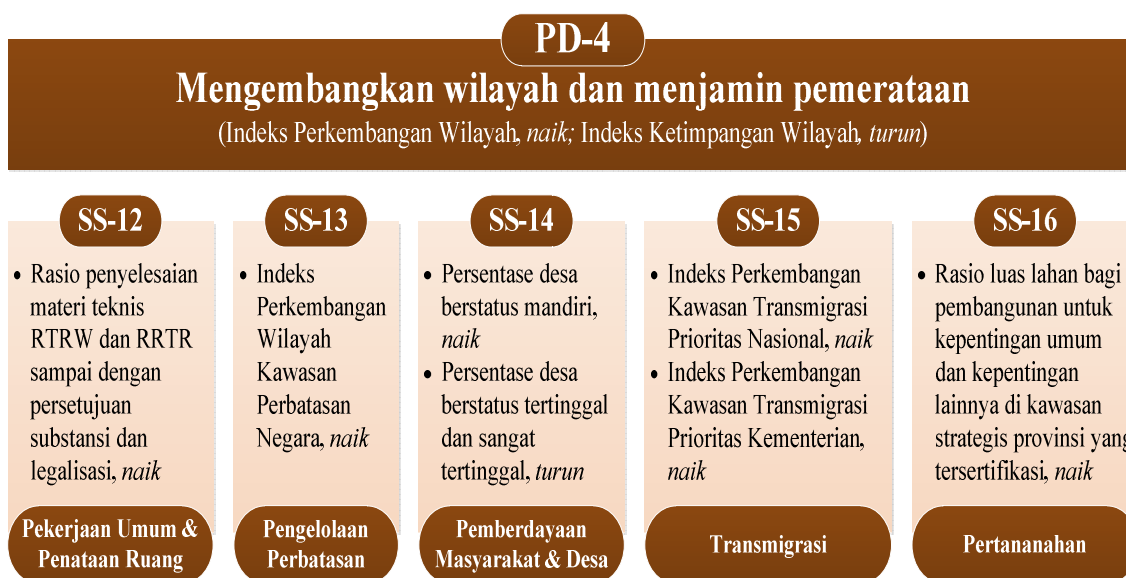 PD-4
Mengembangkan wilayah dan menjamin pemerataan
(Indeks Perkembangan Wilayah, naik; Indeks Ketimpangan Wilayah, turun)
SS-12
• Rasio penyelesaian
materi teknis
RTRW dan RRTR
sampai dengan
persetujuan
substansi dan
legalisasi, naik
Pekerjaan Umum &
Penataan Ruang
SS-13
• Indeks
Perkembangan
Wilayah
Kawasan
Perbatasan
Negara, naik
Pengelolaan
Perbatasan
SS-14
• Persentase desa
berstatus mandiri,
naik
• Persentase desa
berstatus tertinggal
dan sangat
tertinggal, turun
Pemberdayaan
Masyarakat & Desa
SS-15
• Indeks Perkembangan
Kawasan Transmigrasi
Prioritas Nasional, naik
• Indeks Perkembangan
Kawasan Transmigrasi
Prioritas Kementerian,
naik
Transmigrasi
SS-16
• Rasio luas lahan bagi
pembangunan untuk
kepentingan umum
dan kepentingan
lainnya di kawasan
strategis provinsi yang
tersertifikasi, naik
Pertananahan